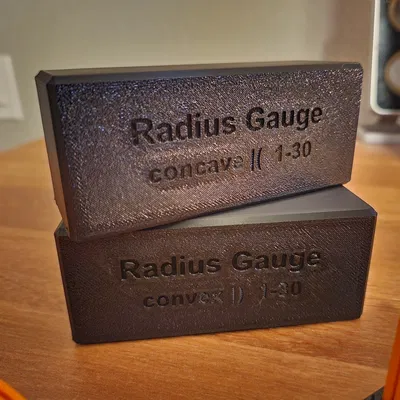 Radius Gauge
concave |( 1-30
Radius Gauge
convex |) 1-30